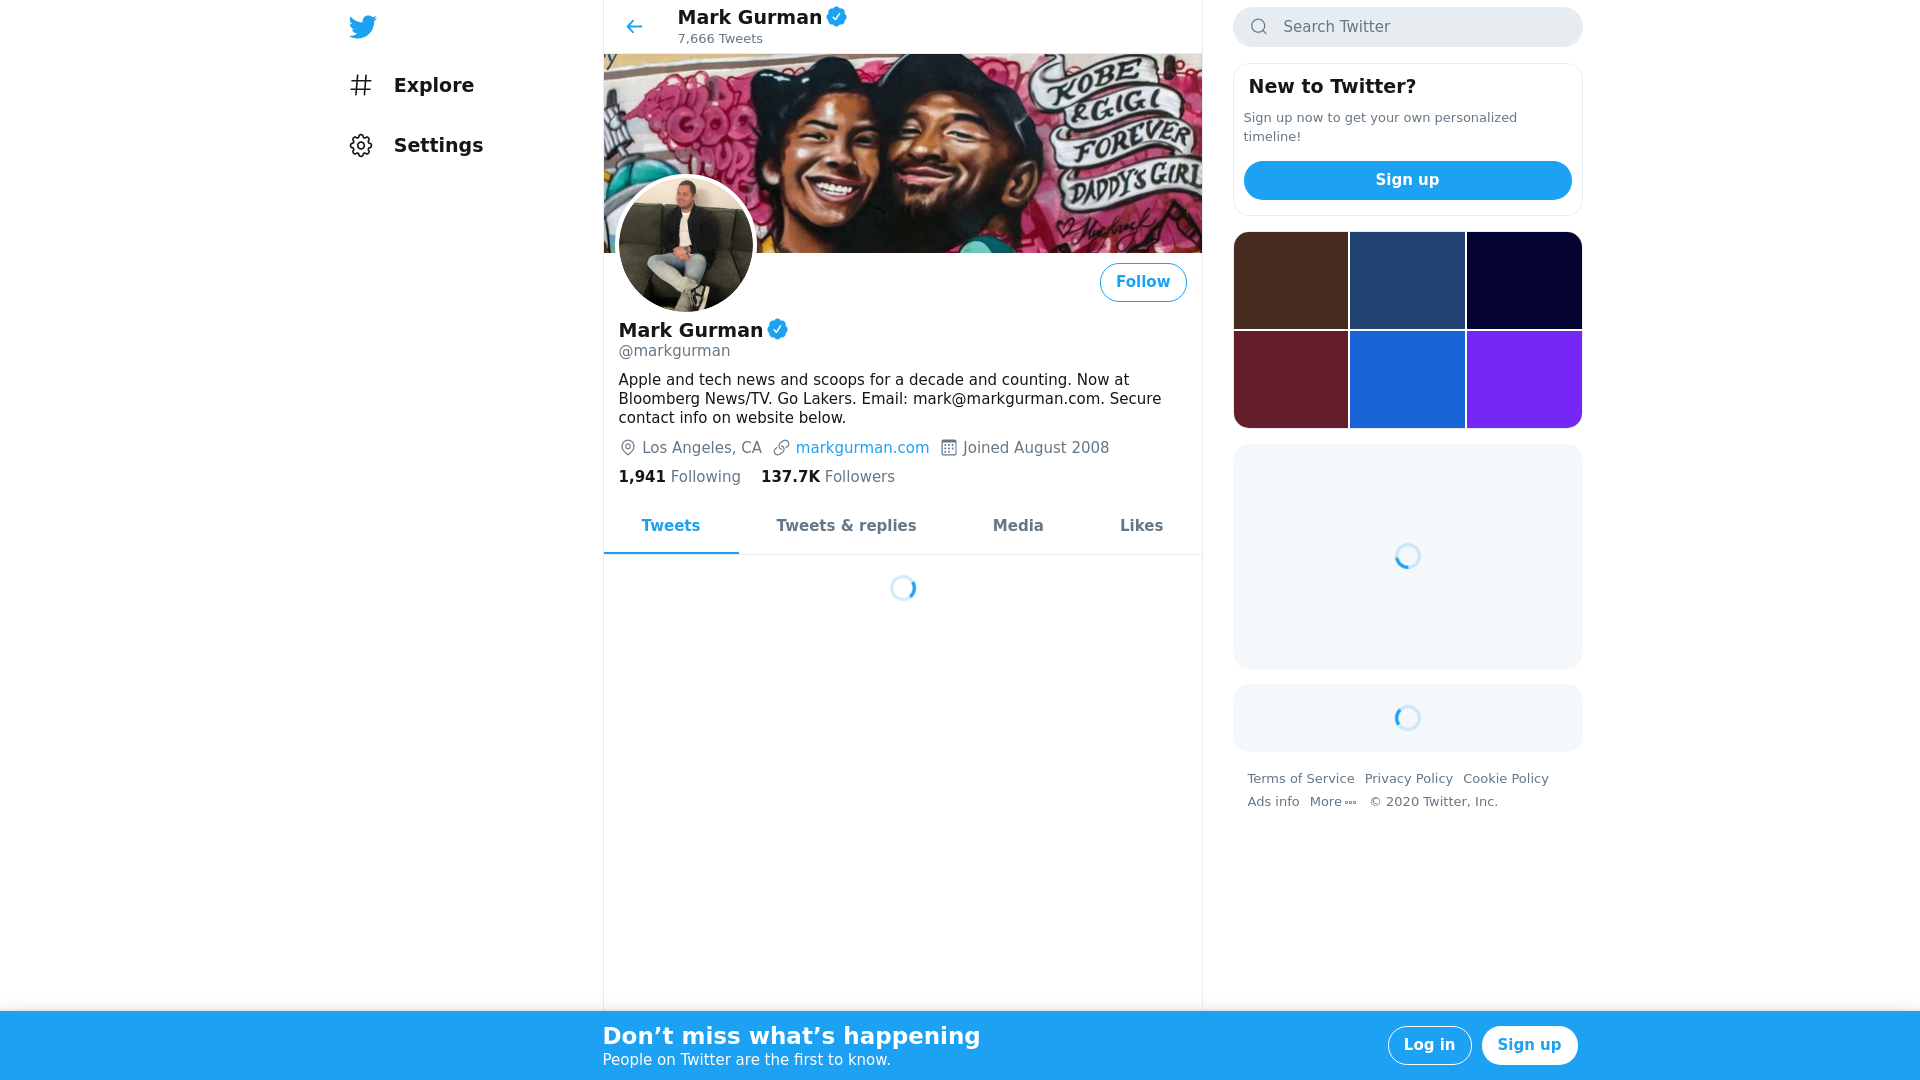 Explore
Settings
Mark Gurman
7,666 Tweets
KOBE
& GIGI
FOREVER
DADDY'S GIRL
Follow
Mark Gurman
@markgurman
Apple and tech news and scoops for a decade and counting. Now at
Bloomberg News/TV. Go Lakers. Email: mark@markgurman.com. Secure
contact info on website below.
Los Angeles, CA markgurman.com Joined August 2008
1,941 Following 137.7K Followers
Tweets Tweets & replies Media Likes
Search Twitter
New to Twitter?
Sign up now to get your own personalized
timeline!
Sign up
Terms of Service Privacy Policy Cookie Policy
Ads info More © 2020 Twitter, Inc.
Don’t miss what’s happening
People on Twitter are the first to know.
Log in Sign up